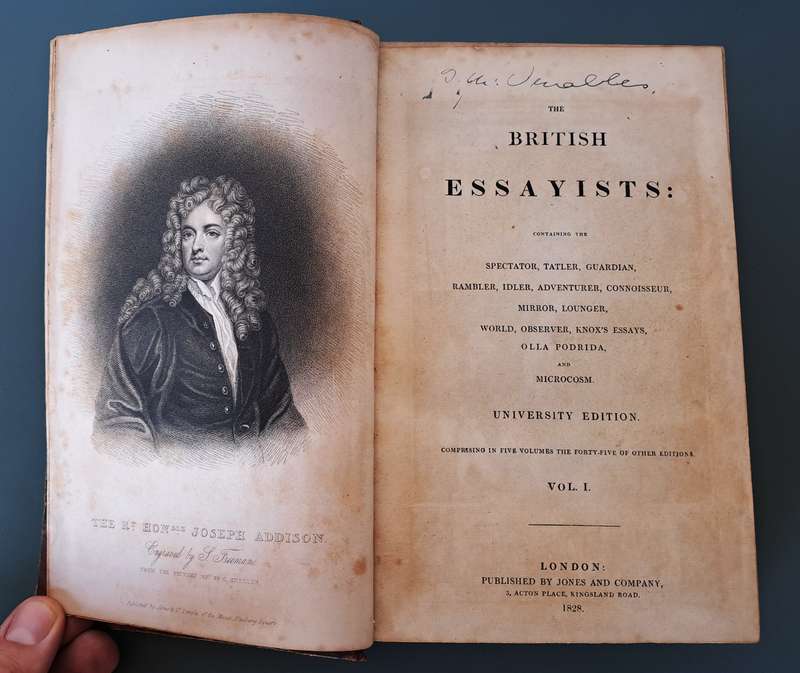 THE RT. HONBLE JOSEPH ADDISON.
Engraved by S. Freeman
Venables.
THE
BRITISH
ESSAYISTS:
CONTAINING THE
SPECTATOR, TATLER, GUARDIAN,
RAMBLER, IDLER, ADVENTURER, CONNOISSEUR,
MIRROR, LOUNGER,
WORLD, OBSERVER, KNOX'S ESSAYS,
OLLA PODRIDA,
AND
MICROCOSM.
UNIVERSITY EDITION.
COMPRISING IN FIVE VOLUMES THE FORTY-FIVE OF OTHER EDITIONS.
VOL. I.
LONDON:
PUBLISHED BY JONES AND COMPANY,
3, ACTON PLACE, KINGSLAND ROAD.
1828.